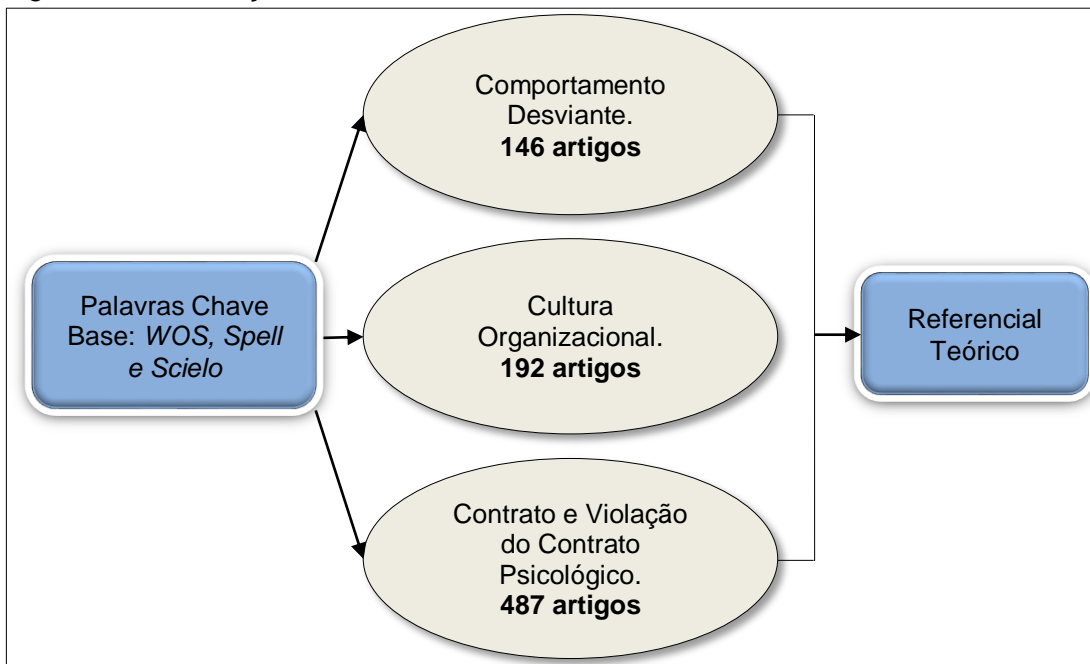 Comportamento
Desviante.
146 artigos
Palavras Chave
Base: WOS, Spell
e Scielo
Cultura
Organizacional.
192 artigos
Referencial
Teórico
Contrato e Violação
do Contrato
Psicológico.
487 artigos